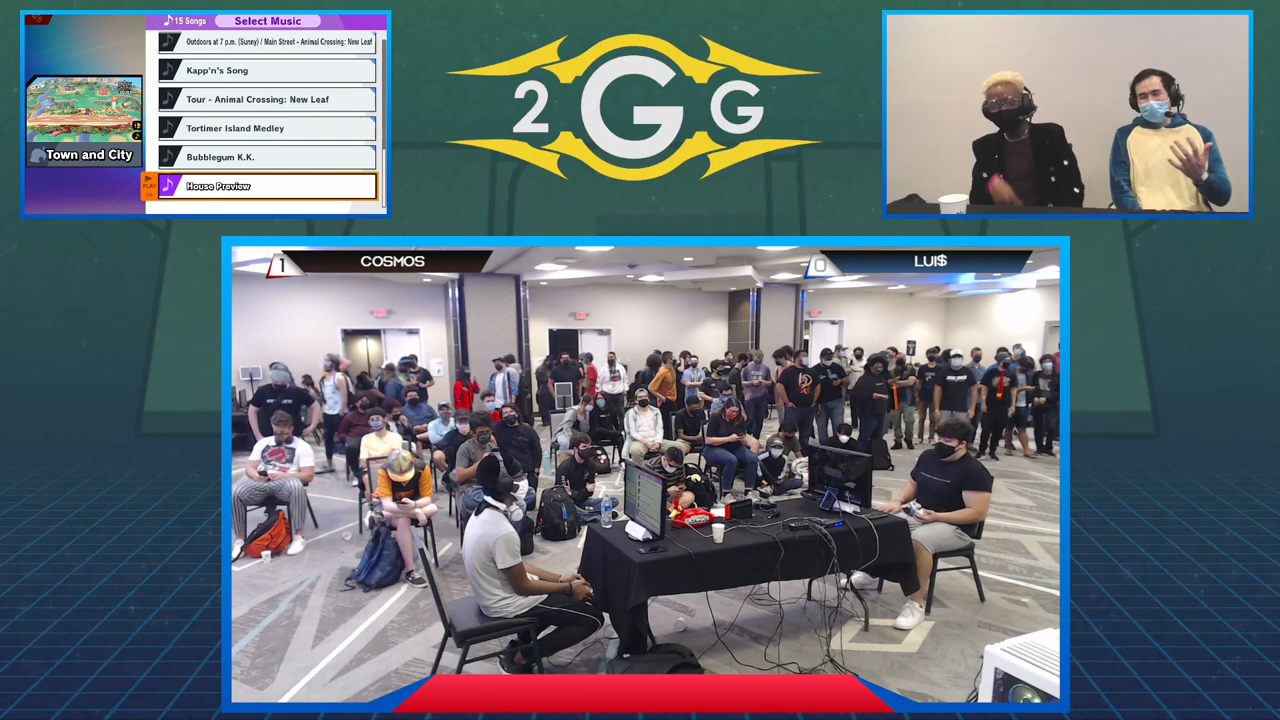 15 Songs
Select Music
Outdoors at 7 p.m. (Sunny) / Main Street - Animal Crossing: New Leaf
Kapp'n's Song
Tour - Animal Crossing: New Leaf
Tortimer Island Medley
Bubblegum K.K.
PLAY
House Preview
Town and City
2GG
1
COSMOS
0
LUI$